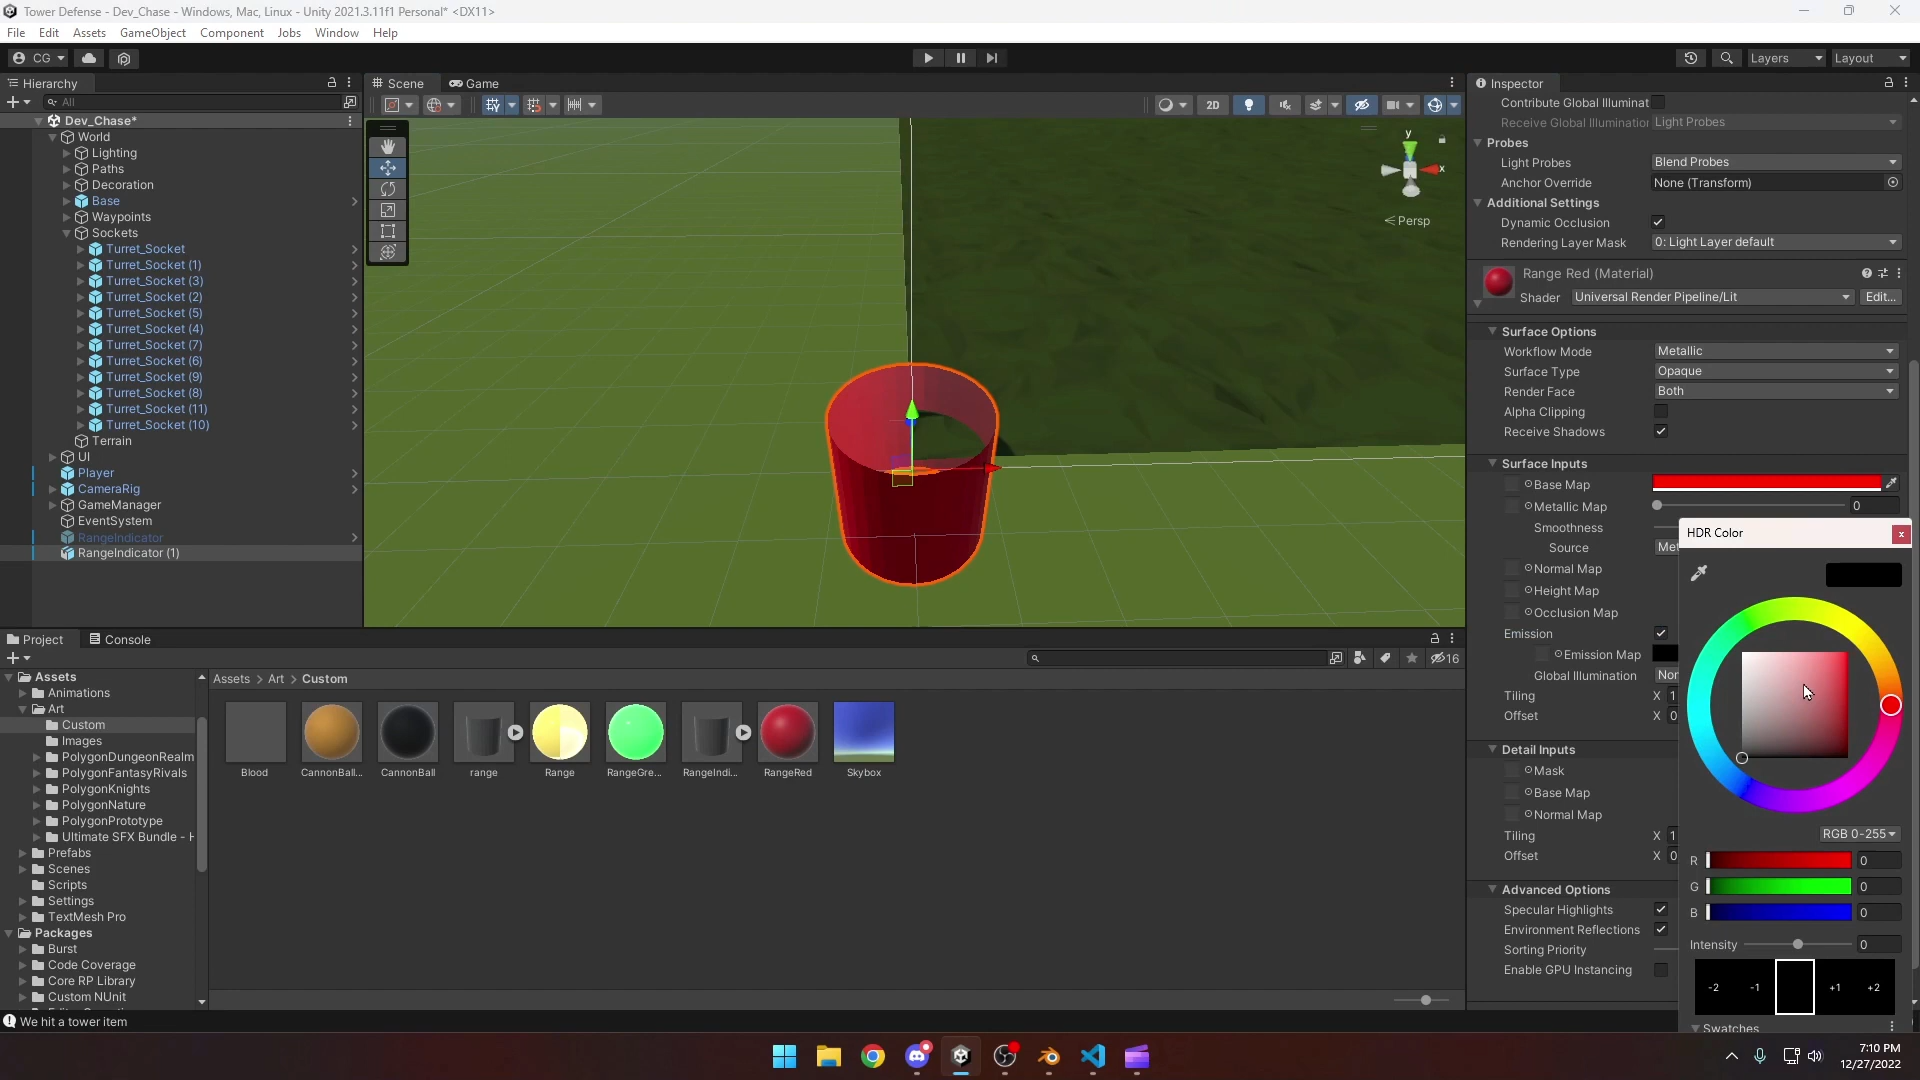 Tower Defense - Dev_Chase - Windows, Mac, Linux - Unity 2021.3.11f1 Personal* <DX11>
File Edit Assets GameObject Component Jobs Window Help
CG
Layers Layout
Hierarchy
All
Dev_Chase*
World
Lighting
Paths
Decoration
Base
Waypoints
Sockets
Turret_Socket
Turret_Socket (1)
Turret_Socket (3)
Turret_Socket (2)
Turret_Socket (5)
Turret_Socket (4)
Turret_Socket (7)
Turret_Socket (6)
Turret_Socket (9)
Turret_Socket (8)
Turret_Socket (11)
Turret_Socket (10)
Terrain
UI
Player
CameraRig
GameManager
EventSystem
RangeIndicator
RangeIndicator (1)
Scene Game
2D
y
x
Persp
Inspector
Contribute Global Illuminat
Receive Global Illumination Light Probes
Probes
Light Probes Blend Probes
Anchor Override None (Transform)
Additional Settings
Dynamic Occlusion
Rendering Layer Mask 0: Light Layer default
Range Red (Material)
Shader Universal Render Pipeline/Lit Edit...
Surface Options
Workflow Mode Metallic
Surface Type Opaque
Render Face Both
Alpha Clipping
Receive Shadows
Surface Inputs
Base Map
Metallic Map 0
Smoothness
Source Met
Normal Map
Height Map
Occlusion Map
Emission
Emission Map
Global Illumination Nor
Tiling X 1
Offset X 0
Detail Inputs
Mask
Base Map
Normal Map
Tiling X 1
Offset X 0
Advanced Options
Specular Highlights
Environment Reflections
Sorting Priority
Enable GPU Instancing
HDR Color
x
RGB 0-255
R 0
G 0
B 0
Intensity 0
-2 -1 +1 +2
Swatches
Project Console
16
Assets
Animations
Art
Custom
Images
PolygonDungeonRealm
PolygonFantasyRivals
PolygonKnights
PolygonNature
PolygonPrototype
Ultimate SFX Bundle - H
Prefabs
Scenes
Scripts
Settings
TextMesh Pro
Packages
Burst
Code Coverage
Core RP Library
Custom NUnit
Assets > Art > Custom
Blood CannonBall... CannonBall range Range RangeGre... RangeIndi... RangeRed Skybox
We hit a tower item
7:10 PM
12/27/2022